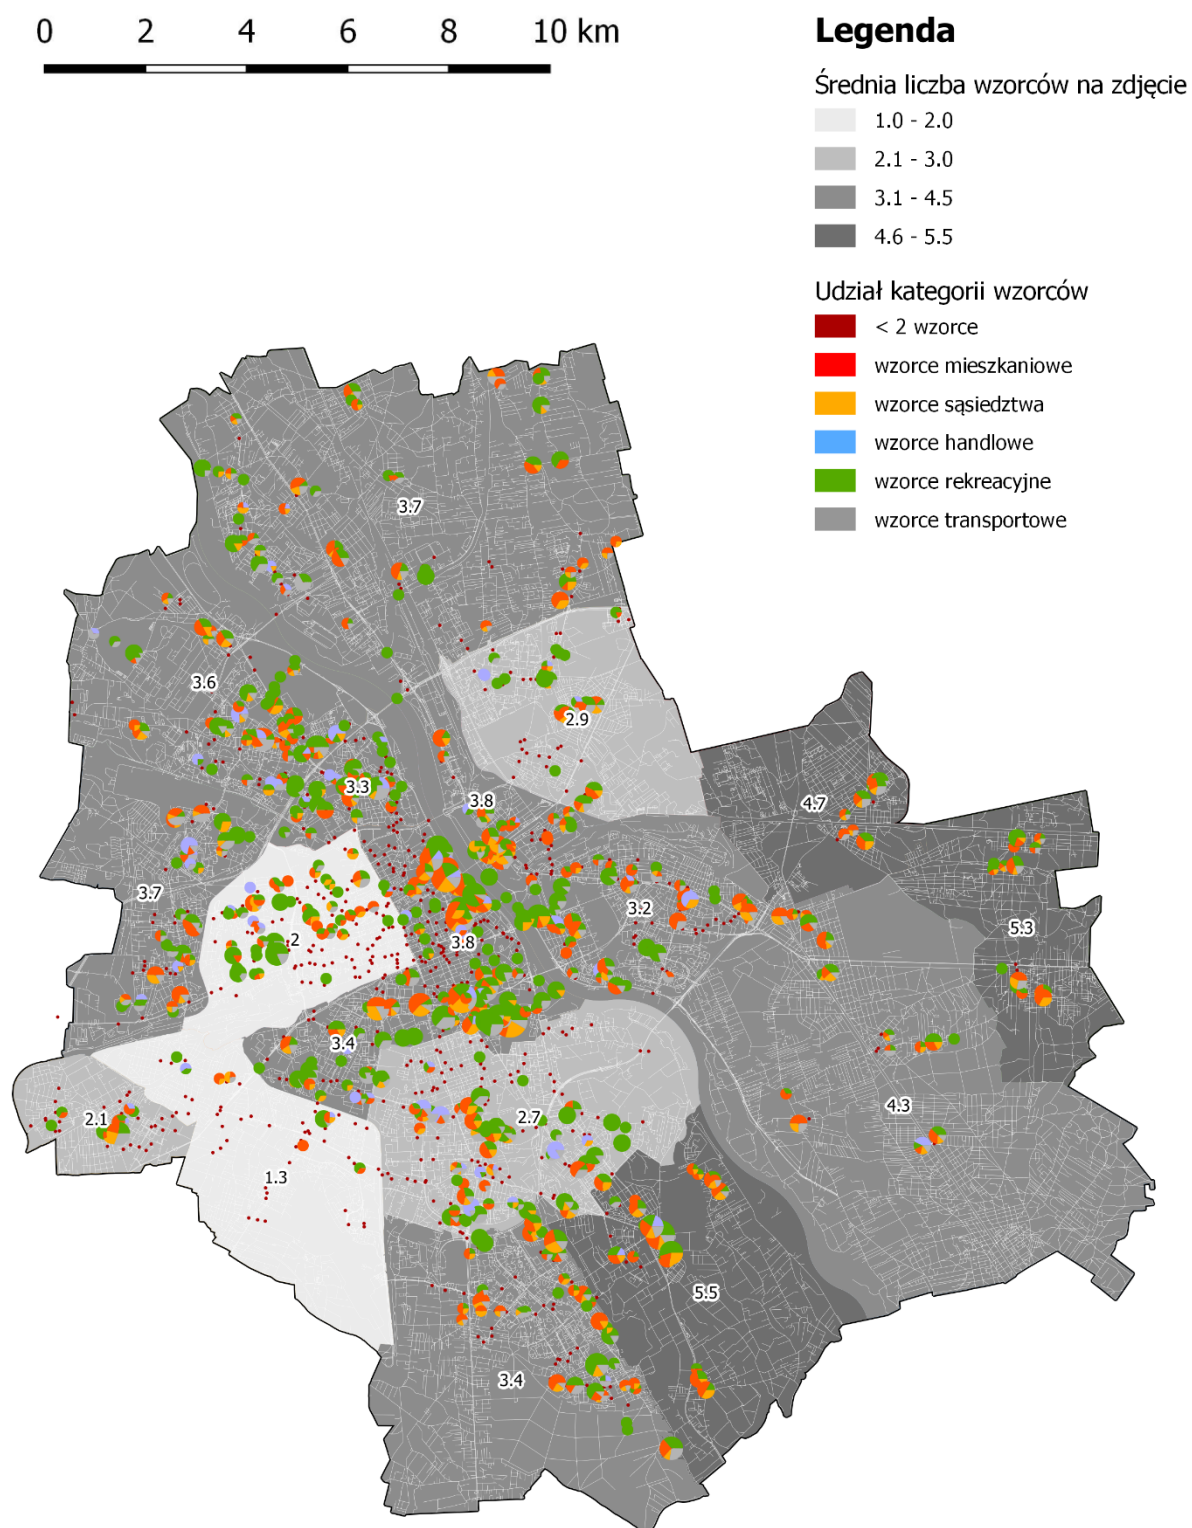 0 2 4 6 8 10 km
Legenda
Średnia liczba wzorców na zdjęcie
1.0 - 2.0
2.1 - 3.0
3.1 - 4.5
4.6 - 5.5
Udział kategorii wzorców
< 2 wzorce
wzorce mieszkaniowe
wzorce sąsiedztwa
wzorce handlowe
wzorce rekreacyjne
wzorce transportowe
3.7
3.6
2.9
3.3
3.8
4.7
3.7
3.2
5.3
2
3.8
3.4
2.1
2.7
4.3
1.3
5.5
3.4